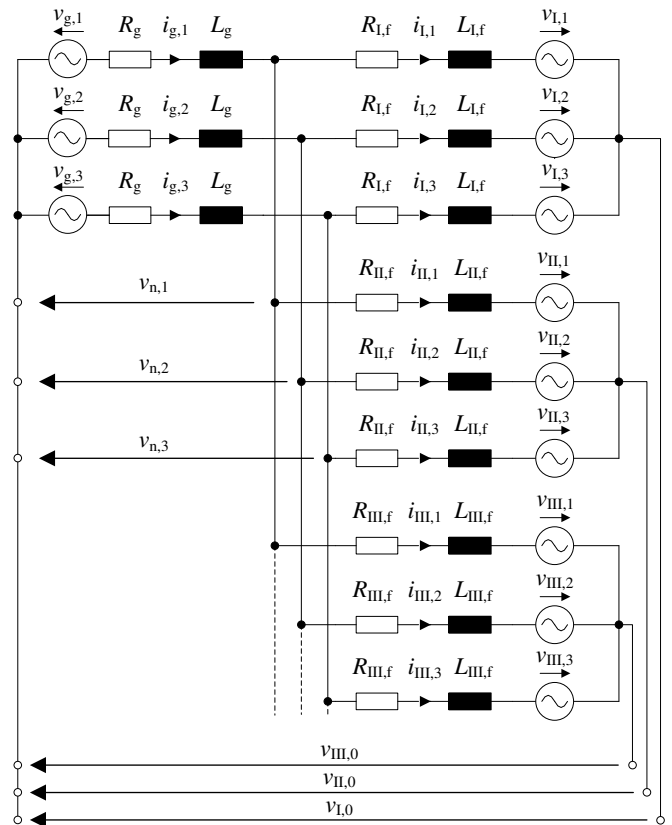 v_g,1 R_g i_g,1 L_g R_I,f i_I,1 L_I,f v_I,1
v_g,2 R_g i_g,2 L_g R_I,f i_I,2 L_I,f v_I,2
v_g,3 R_g i_g,3 L_g R_I,f i_I,3 L_I,f v_I,3
v_n,1 R_II,f i_II,1 L_II,f v_II,1
v_n,2 R_II,f i_II,2 L_II,f v_II,2
v_n,3 R_II,f i_II,3 L_II,f v_II,3
R_III,f i_III,1 L_III,f v_III,1
R_III,f i_III,2 L_III,f v_III,2
R_III,f i_III,3 L_III,f v_III,3
v_III,0
v_II,0
v_I,0